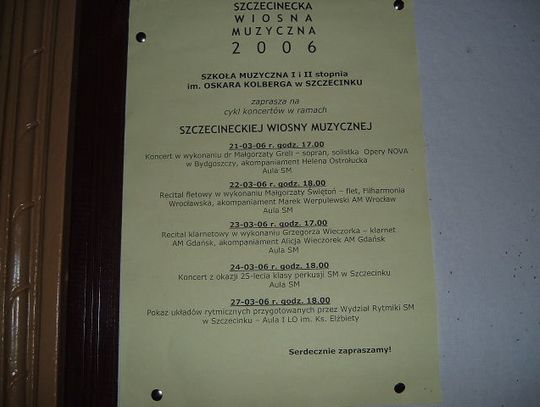 SZCZECINECKA
WIOSNA
MUZYCZNA
2006
SZKOŁA MUZYCZNA I i II stopnia
im. OSKARA KOLBERGA w SZCZECINKU
zaprasza na
cykl koncertów w ramach
SZCZECINECKIEJ WIOSNY MUZYCZNEJ
21-03-06 r. godz. 17.00
Koncert w wykonaniu dr Małgorzaty Greli – sopran, solistka Opery NOVA
w Bydgoszczy, akompaniament Helena Ostrołucka
Aula SM
22-03-06 r. godz. 18.00
Recital fletowy w wykonaniu Małgorzaty Świętoń – flet, Filharmonia
Wrocławska, akompaniament Marek Werpulewski AM Wrocław
Aula SM
23-03-06 r. godz. 17.00
Recital klarnetowy w wykonaniu Grzegorza Wieczorka – klarnet
AM Gdańsk, akompaniament Alicja Wieczorek AM Gdańsk
Aula SM
24-03-06 r. godz. 18.00
Koncert z okazji 25-lecia klasy perkusji SM w Szczecinku
Aula SM
27-03-06 r. godz. 18.00
Pokaz układów rytmicznych przygotowanych przez Wydział Rytmiki SM
w Szczecinku – Aula I LO im. Ks. Elżbiety
Serdecznie zapraszamy!